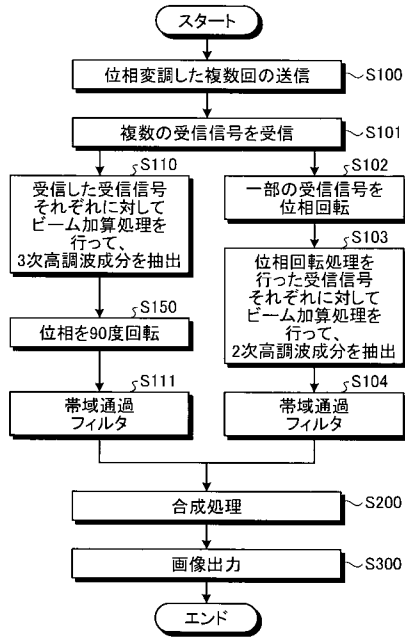 スタート
位相変調した複数回の送信
S100
複数の受信信号を受信
S101
S110
受信した受信信号
それぞれに対して
ビーム加算処理を
行って、
3次高調波成分を抽出
S150
位相を90度回転
S111
帯域通過
フィルタ
S102
一部の受信信号を
位相回転
S103
位相回転処理を
行った受信信号
それぞれに対して
ビーム加算処理を
行って、
2次高調波成分を抽出
S104
帯域通過
フィルタ
合成処理
S200
画像出力
S300
エンド